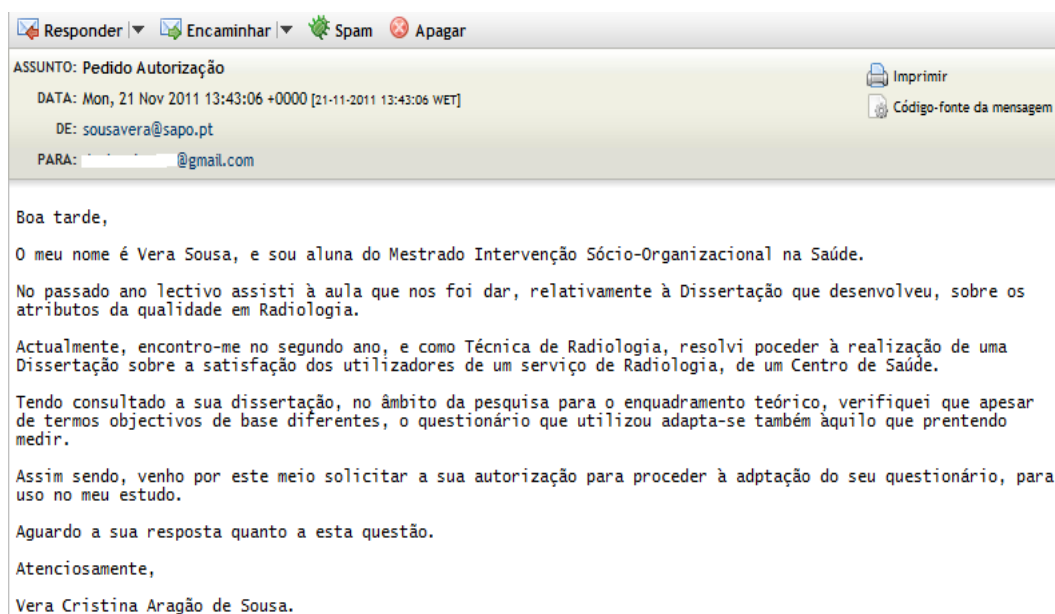 Responder Encaminhar Spam Apagar
ASSUNTO: Pedido Autorização
Imprimir
DATA: Mon, 21 Nov 2011 13:43:06 +0000 [21-11-2011 13:43:06 WET]
Código-fonte da mensagem
DE: sousavera@sapo.pt
PARA: @gmail.com
Boa tarde,
O meu nome é Vera Sousa, e sou aluna do Mestrado Intervenção Sócio-Organizacional na Saúde.
No passado ano lectivo assisti à aula que nos foi dar, relativamente à Dissertação que desenvolveu, sobre os
atributos da qualidade em Radiologia.
Actualmente, encontro-me no segundo ano, e como Técnica de Radiologia, resolvi poceder à realização de uma
Dissertação sobre a satisfação dos utilizadores de um serviço de Radiologia, de um Centro de Saúde.
Tendo consultado a sua dissertação, no âmbito da pesquisa para o enquadramento teórico, verifiquei que apesar
de termos objectivos de base diferentes, o questionário que utilizou adapta-se também àquilo que prentendo
medir.
Assim sendo, venho por este meio solicitar a sua autorização para proceder à adptação do seu questionário, para
uso no meu estudo.
Aguardo a sua resposta quanto a esta questão.
Atenciosamente,
Vera Cristina Aragão de Sousa.